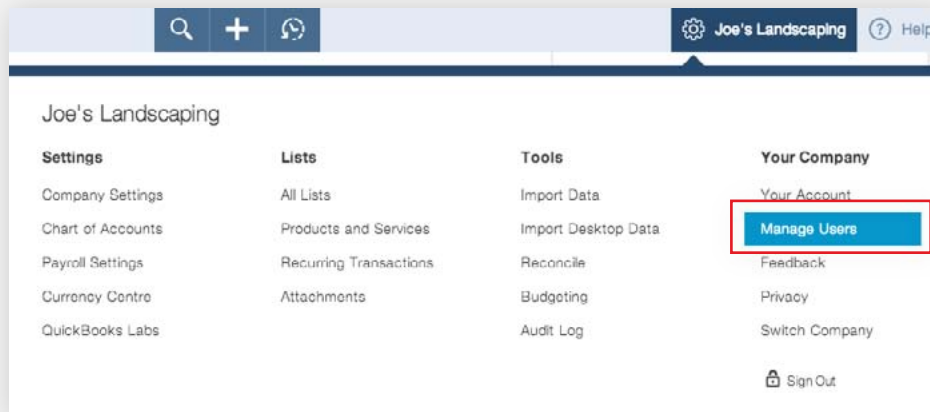 Joe's Landscaping
Help
Joe's Landscaping
Settings
Company Settings
Chart of Accounts
Payroll Settings
Currency Centre
QuickBooks Labs
Lists
All Lists
Products and Services
Recurring Transactions
Attachments
Tools
Import Data
Import Desktop Data
Reconcile
Budgeting
Audit Log
Your Company
Your Account
Manage Users
Feedback
Privacy
Switch Company
Sign Out